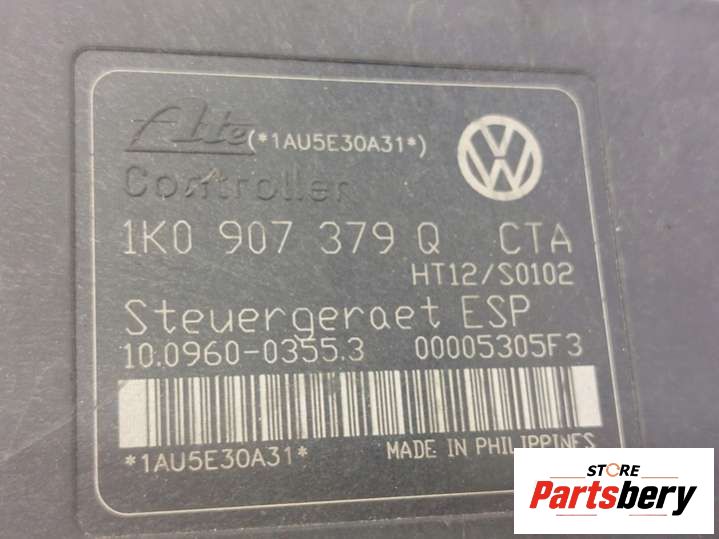 Ate (*1AU5E30A31*)
Controller
1K0 907 379 Q CTA
HT12/S0102
Steuergeraet ESP
10.0960-0355.3 00005305F3
*1AU5E30A31* MADE IN PHILIPPINES
STORE
Partsbery